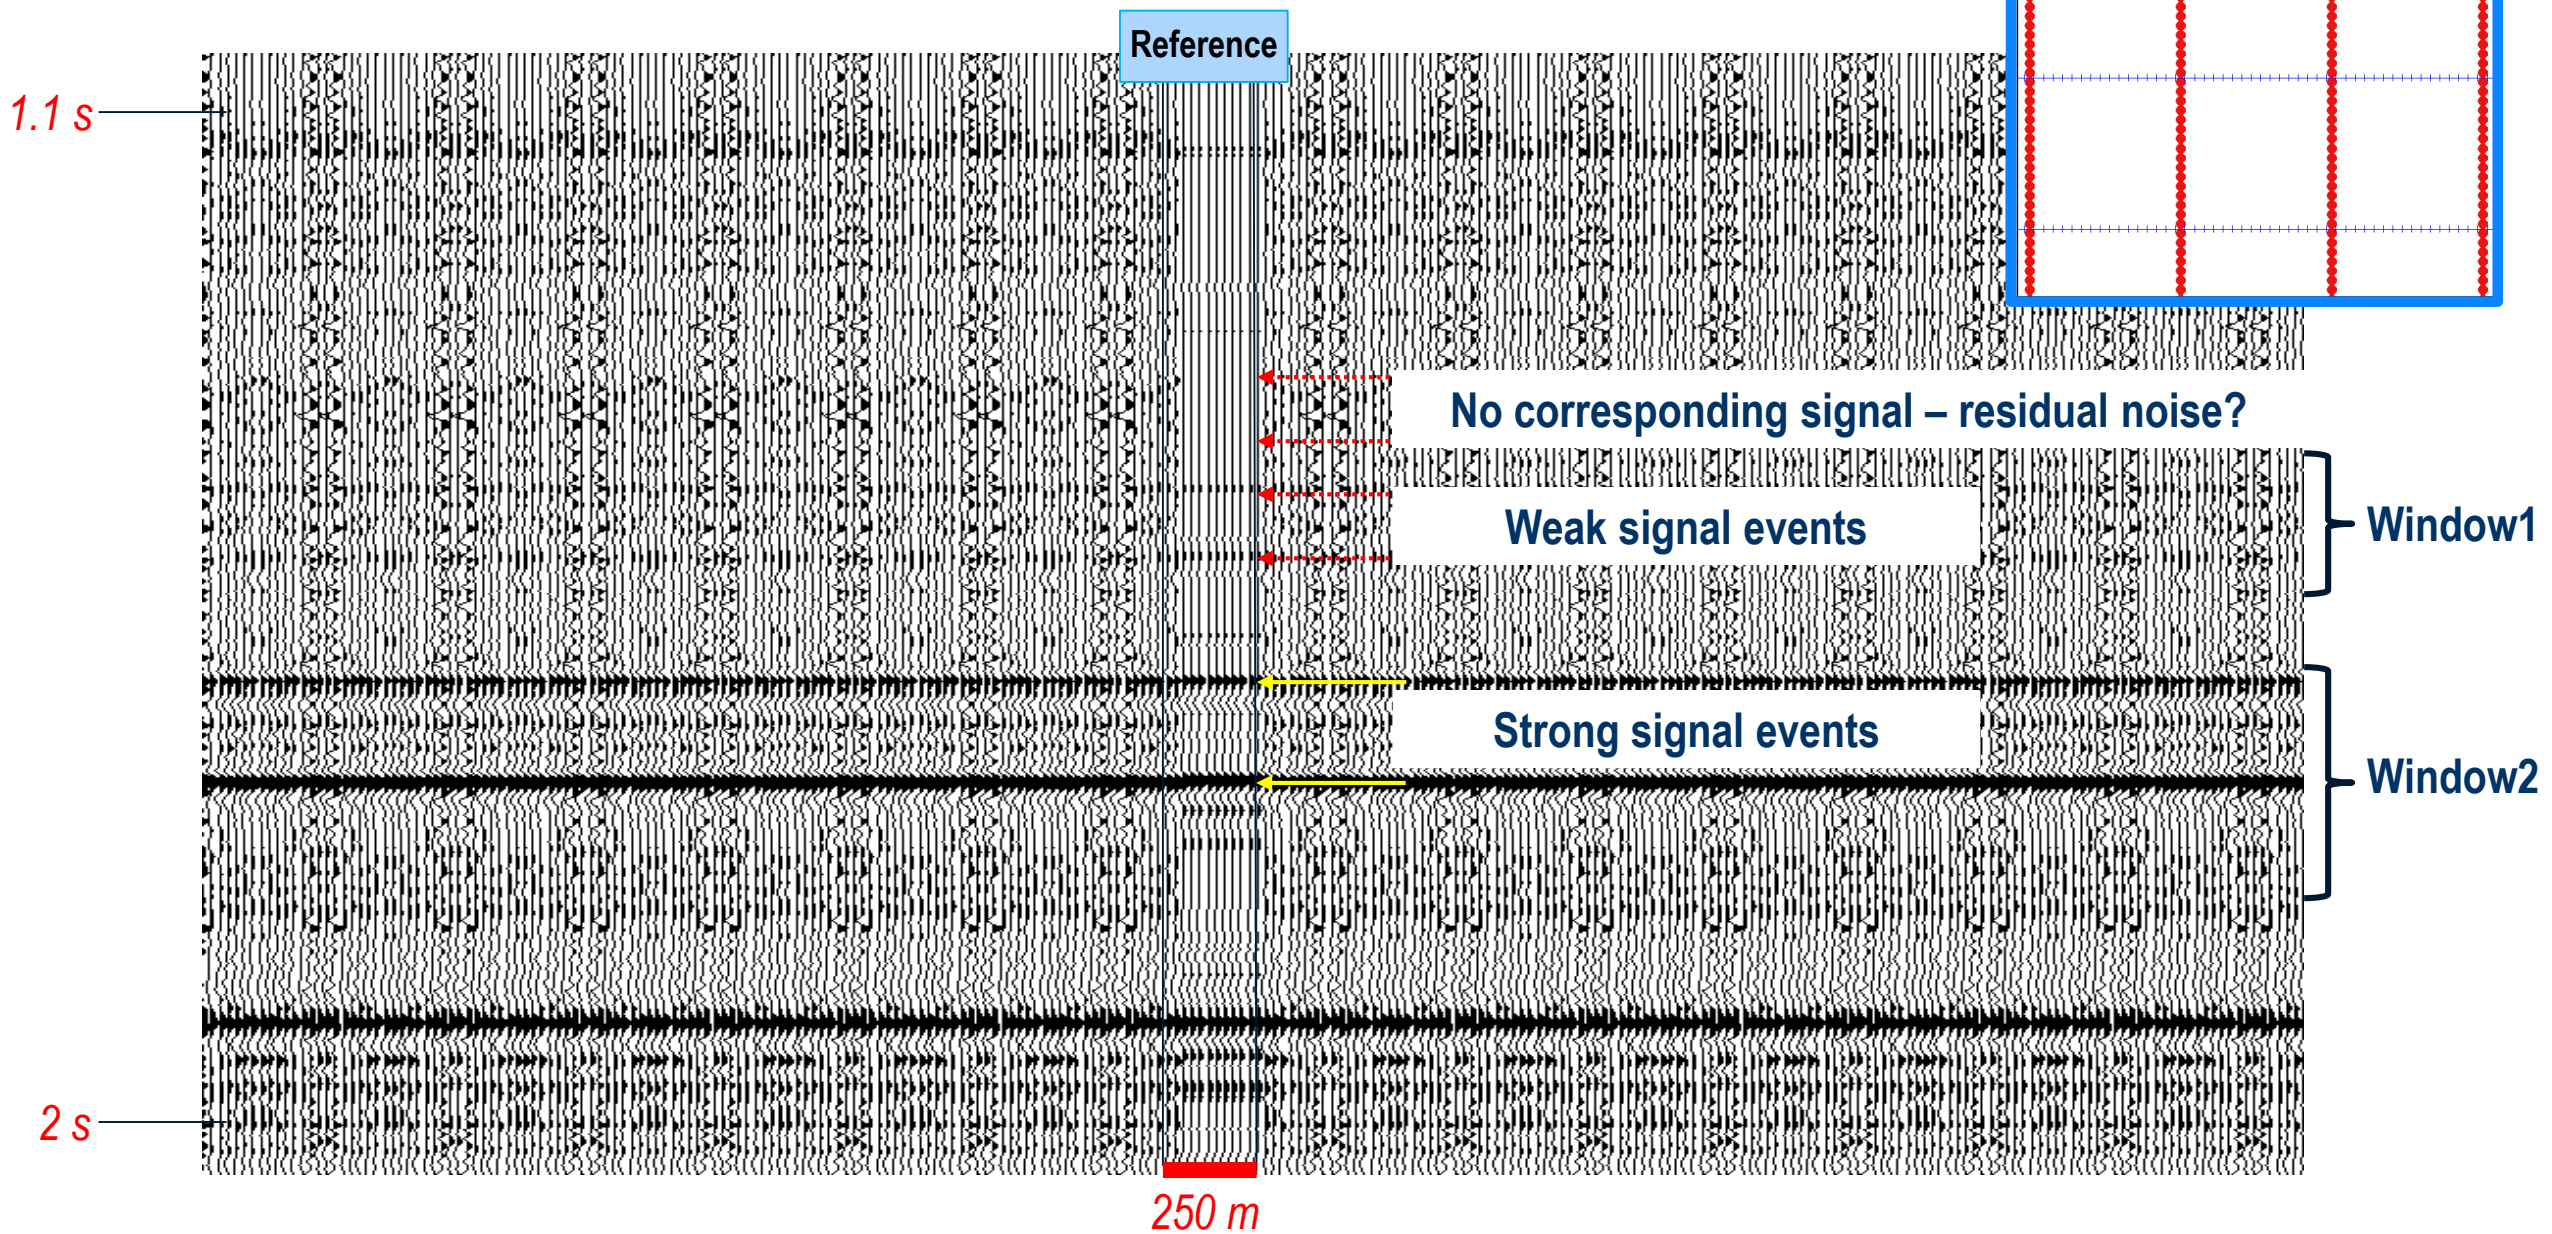 Reference
1.1 s
No corresponding signal – residual noise?
Weak signal events
Window1
Strong signal events
Window2
2 s
250 m